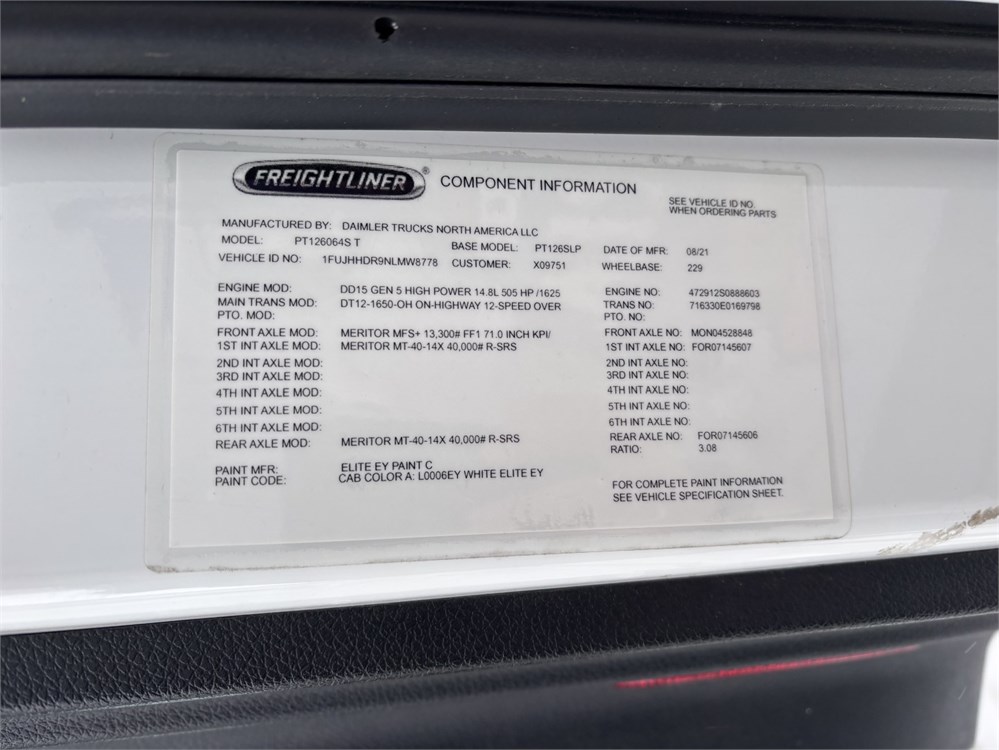 FREIGHTLINER® COMPONENT INFORMATION
SEE VEHICLE ID NO.
WHEN ORDERING PARTS
MANUFACTURED BY: DAIMLER TRUCKS NORTH AMERICA LLC
MODEL: PT126064S T BASE MODEL: PT126SLP DATE OF MFR: 08/21
VEHICLE ID NO: 1FUJHHDR9NLMW8778 CUSTOMER: X09751 WHEELBASE: 229
ENGINE MOD: DD15 GEN 5 HIGH POWER 14.8L 505 HP /1625 ENGINE NO: 472912S0888603
MAIN TRANS MOD: DT12-1650-OH ON-HIGHWAY 12-SPEED OVER TRANS NO: 716330E0169798
PTO. MOD: PTO. NO:
FRONT AXLE MOD: MERITOR MFS+ 13,300# FF1 71.0 INCH KPI/ FRONT AXLE NO: MON04528848
1ST INT AXLE MOD: MERITOR MT-40-14X 40,000# R-SRS 1ST INT AXLE NO: FOR07145607
2ND INT AXLE MOD: 2ND INT AXLE NO:
3RD INT AXLE MOD: 3RD INT AXLE NO:
4TH INT AXLE MOD: 4TH INT AXLE NO:
5TH INT AXLE MOD: 5TH INT AXLE NO:
6TH INT AXLE MOD: 6TH INT AXLE NO:
REAR AXLE MOD: MERITOR MT-40-14X 40,000# R-SRS REAR AXLE NO: FOR07145606
RATIO: 3.08
PAINT MFR: ELITE EY PAINT C
PAINT CODE: CAB COLOR A: L0006EY WHITE ELITE EY
FOR COMPLETE PAINT INFORMATION
SEE VEHICLE SPECIFICATION SHEET.